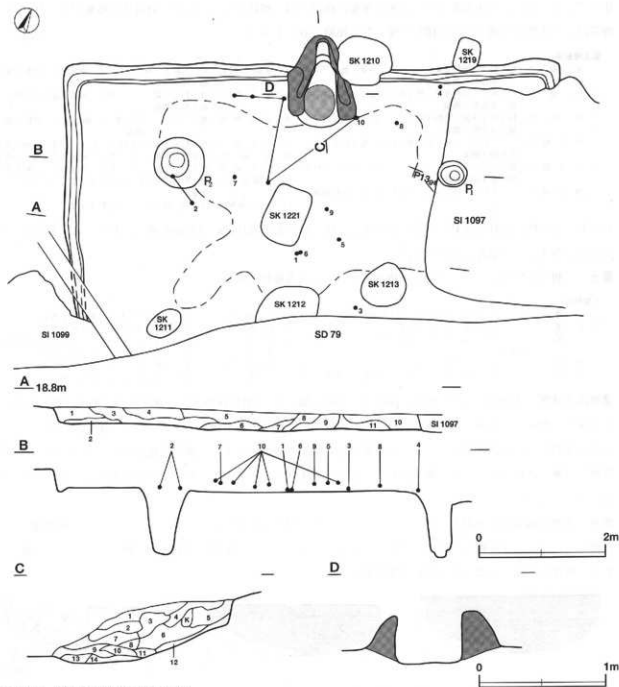 SK 1210
SK
1219
D
4
10
8
B
C
P2
7
P13
P1
A
2
SK 1221
9
SI 1097
5
1 6
SK 1213
SK 1212
3
SK
1211
SI 1099
SD 79
A 18.8m
1 3 4 5 6 7 8 9 11 10 SI 1097
2
B
2 7 10 1 6 9 5 3 8 4
0 2m
C
D
1 2 3 4 K 5
7 8 6
9 10 11
13 14 12
0 1m